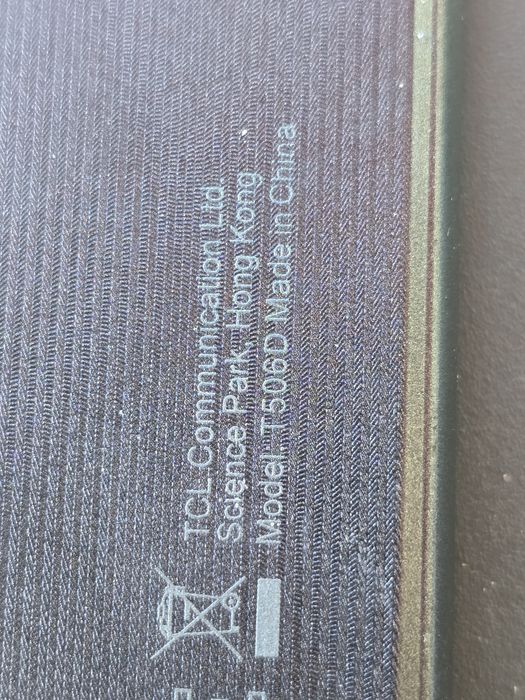 TCL Communication Ltd.
Science Park, Hong Kong
Model: T506D Made in China